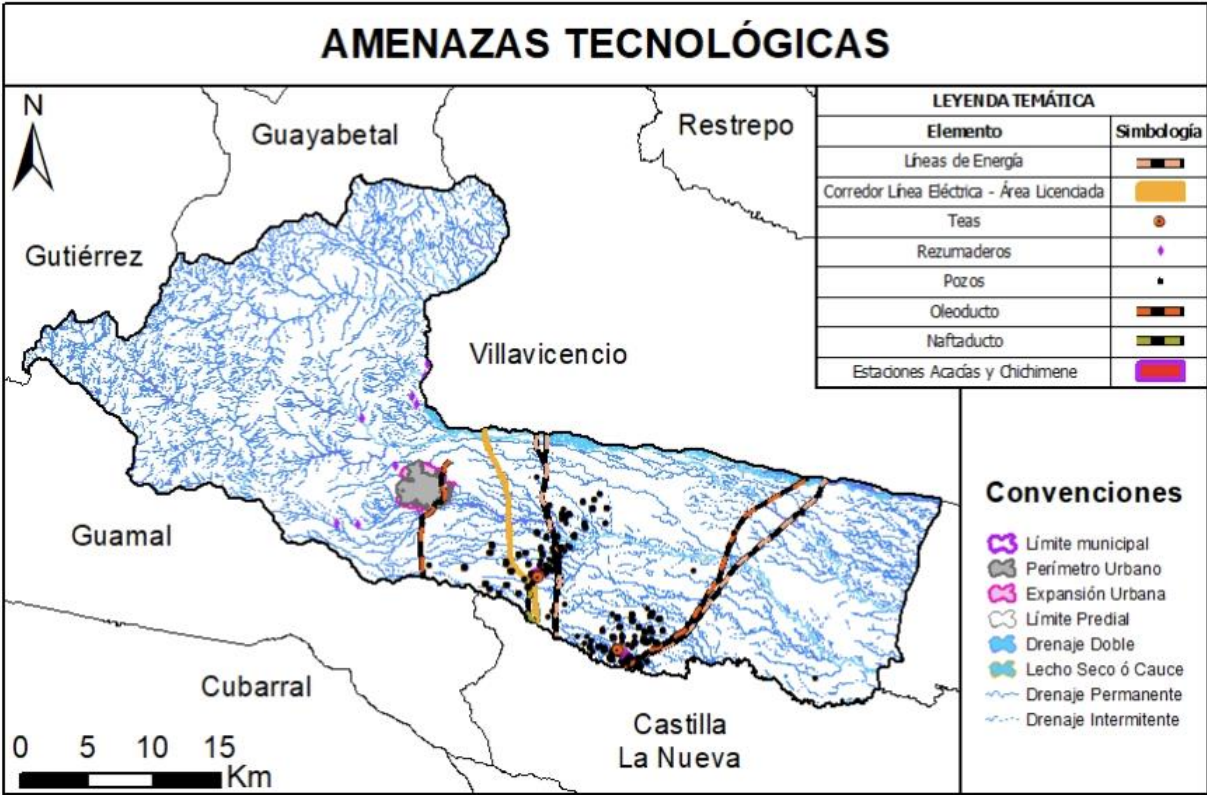 AMENAZAS TECNOLÓGICAS
N
Guayabetal
Restrepo
Gutiérrez
Villavicencio
Guamal
Cubarral
Castilla
La Nueva
0 5 10 15
Km
LEYENDA TEMÁTICA
Elemento Simbología
Líneas de Energía
Corredor Línea Eléctrica - Área Licenciada
Teas
Rezumaderos
Pozos
Oleoducto
Naftaducto
Estaciones Acacías y Chichimene
Convenciones
Límite municipal
Perímetro Urbano
Expansión Urbana
Límite Predial
Drenaje Doble
Lecho Seco ó Cauce
Drenaje Permanente
Drenaje Intermitente